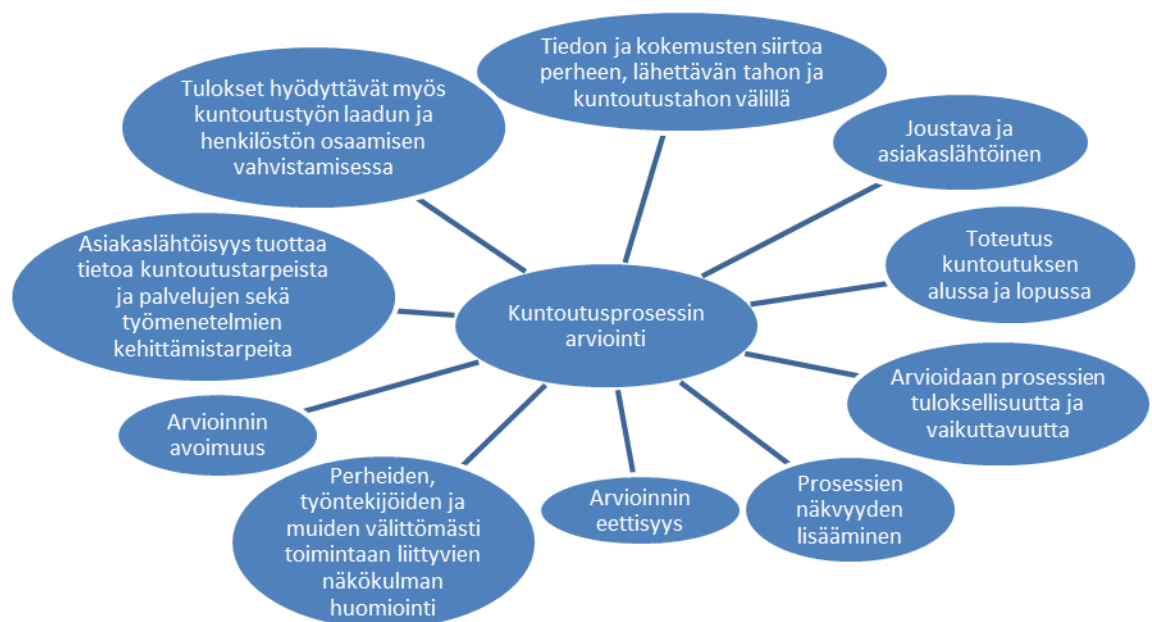 Tiedon ja kokemusten siirtoa
perheen, lähettävän tahon ja
kuntoutustahon välillä
Joustava ja
asiakaslähtöinen
Toteutus
kuntoutuksen
alussa ja lopussa
Arvioidaan prosessien
tuloksellisuutta ja
vaikuttavuutta
Prosessien
näkvyyden
lisääminen
Arvioinnin
eettisyys
Perheiden,
työntekijöiden ja
muiden välittömästi
toimintaan liittyvien
näkökulman
huomiointi
Arvioinnin
avoimuus
Asiakaslähtöisyys tuottaa
tietoa kuntoutustarpeista
ja palvelujen sekä
työmenetelmien
kehittämistarpeita
Tulokset hyödyttävät myös
kuntoutustyön laadun ja
henkilöstön osaamisen
vahvistamisessa
Kuntoutusprosessin
arviointi